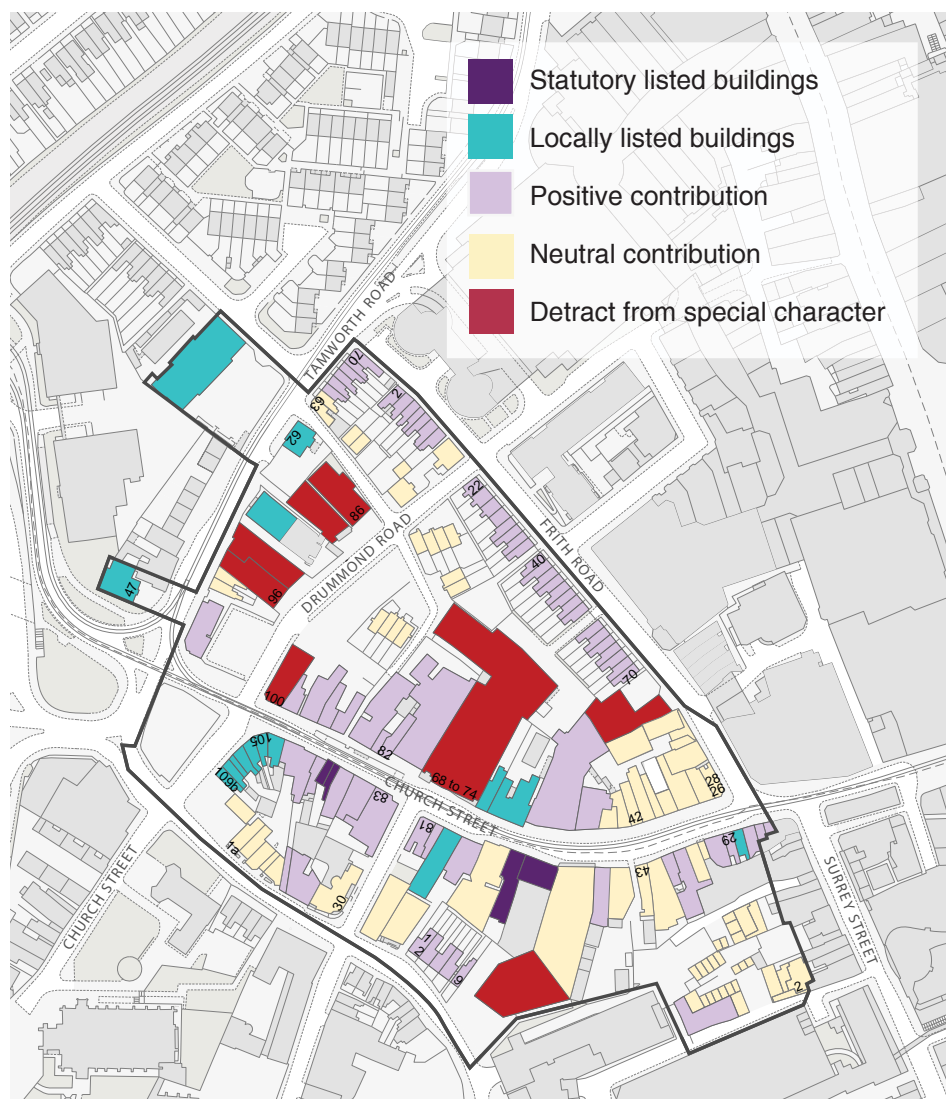 Statutory listed buildings
Locally listed buildings
Positive contribution
Neutral contribution
Detract from special character
TAMWORTH ROAD
70
63
2
62
22
86
FRITH ROAD
DRUMMOND ROAD
40
47
96
70
100
82
68 to 74
CHURCH STREET
28
26
42
105
109b
83
81
29
43
1a
30
SURREY STREET
CHURCH STREET
1
2
9
2